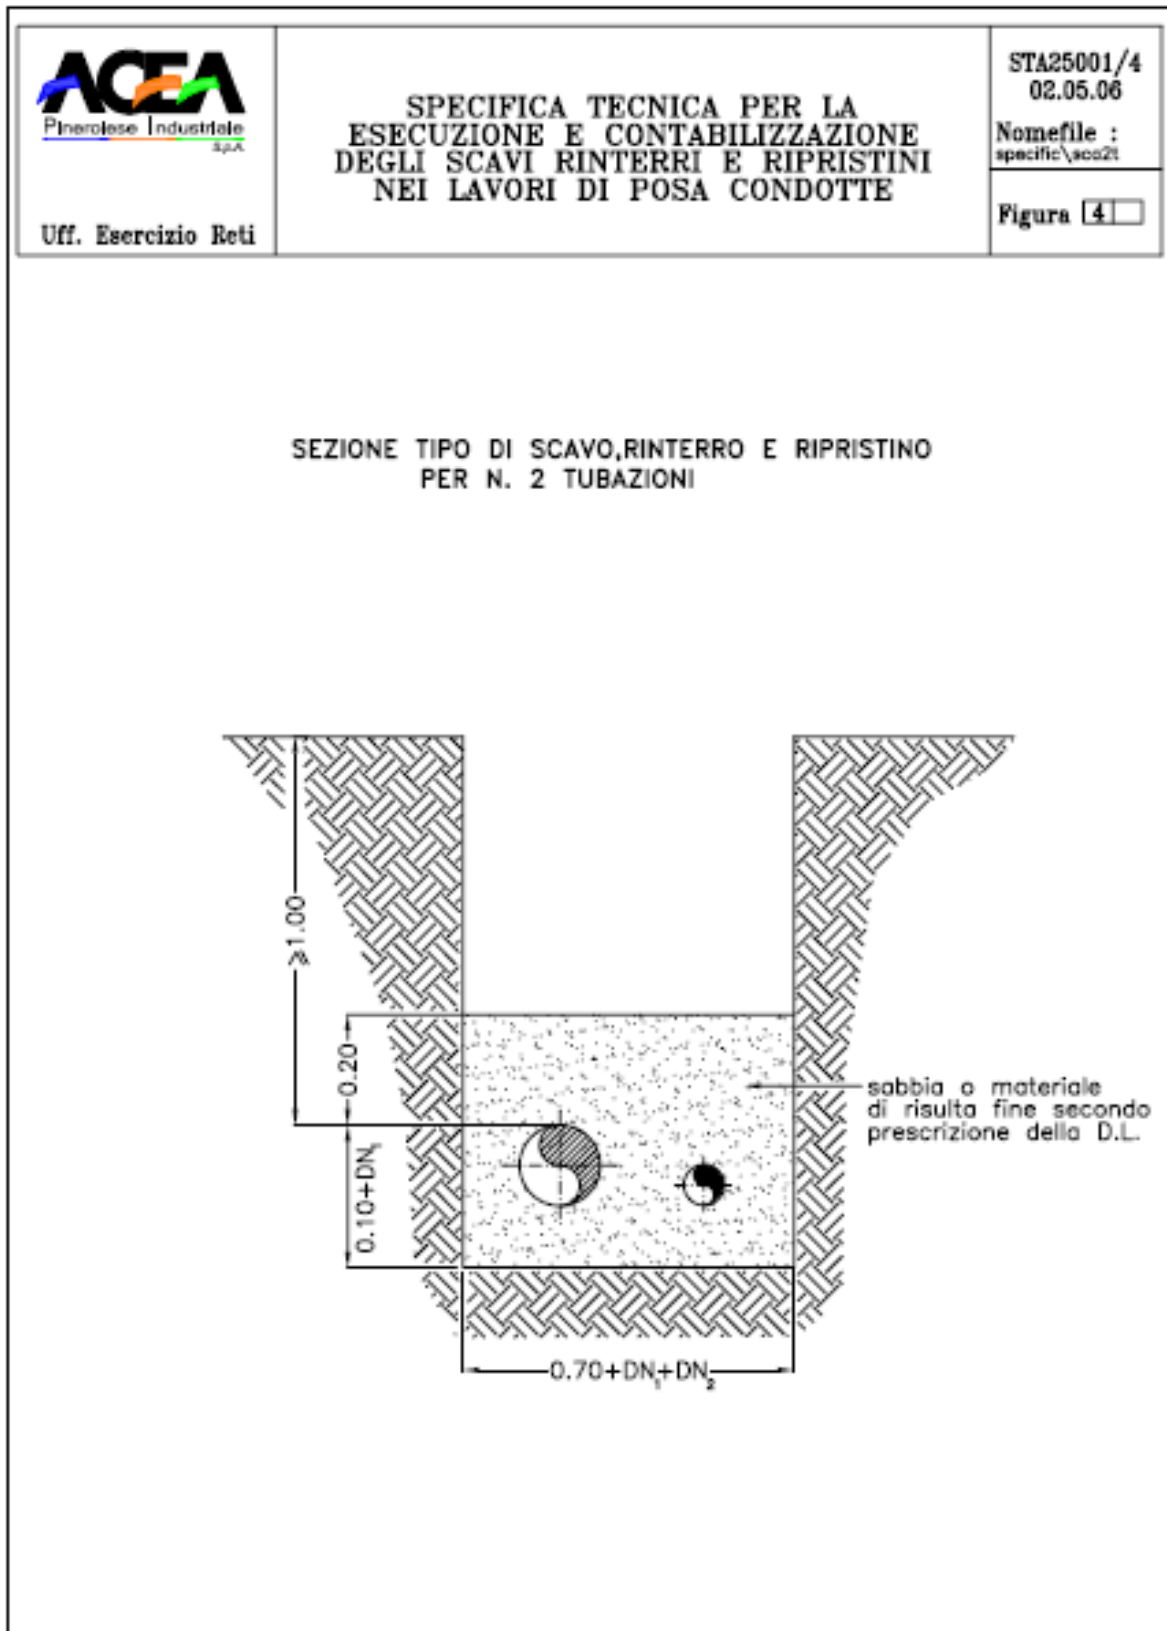 ACEA
Pinerolese Industriale
S.p.A.
Uff. Esercizio Reti
SPECIFICA TECNICA PER LA
ESECUZIONE E CONTABILIZZAZIONE
DEGLI SCAVI RINTERRI E RIPRISTINI
NEI LAVORI DI POSA CONDOTTE
STA25001/4
02.05.06
Nomefile :
specific\sco2t
Figura 4
SEZIONE TIPO DI SCAVO,RINTERRO E RIPRISTINO
PER N. 2 TUBAZIONI
≥1.00
0.20
0.10+DN₁
sabbia o materiale
di risulta fine secondo
prescrizione della D.L.
0.70+DN₁+DN₂